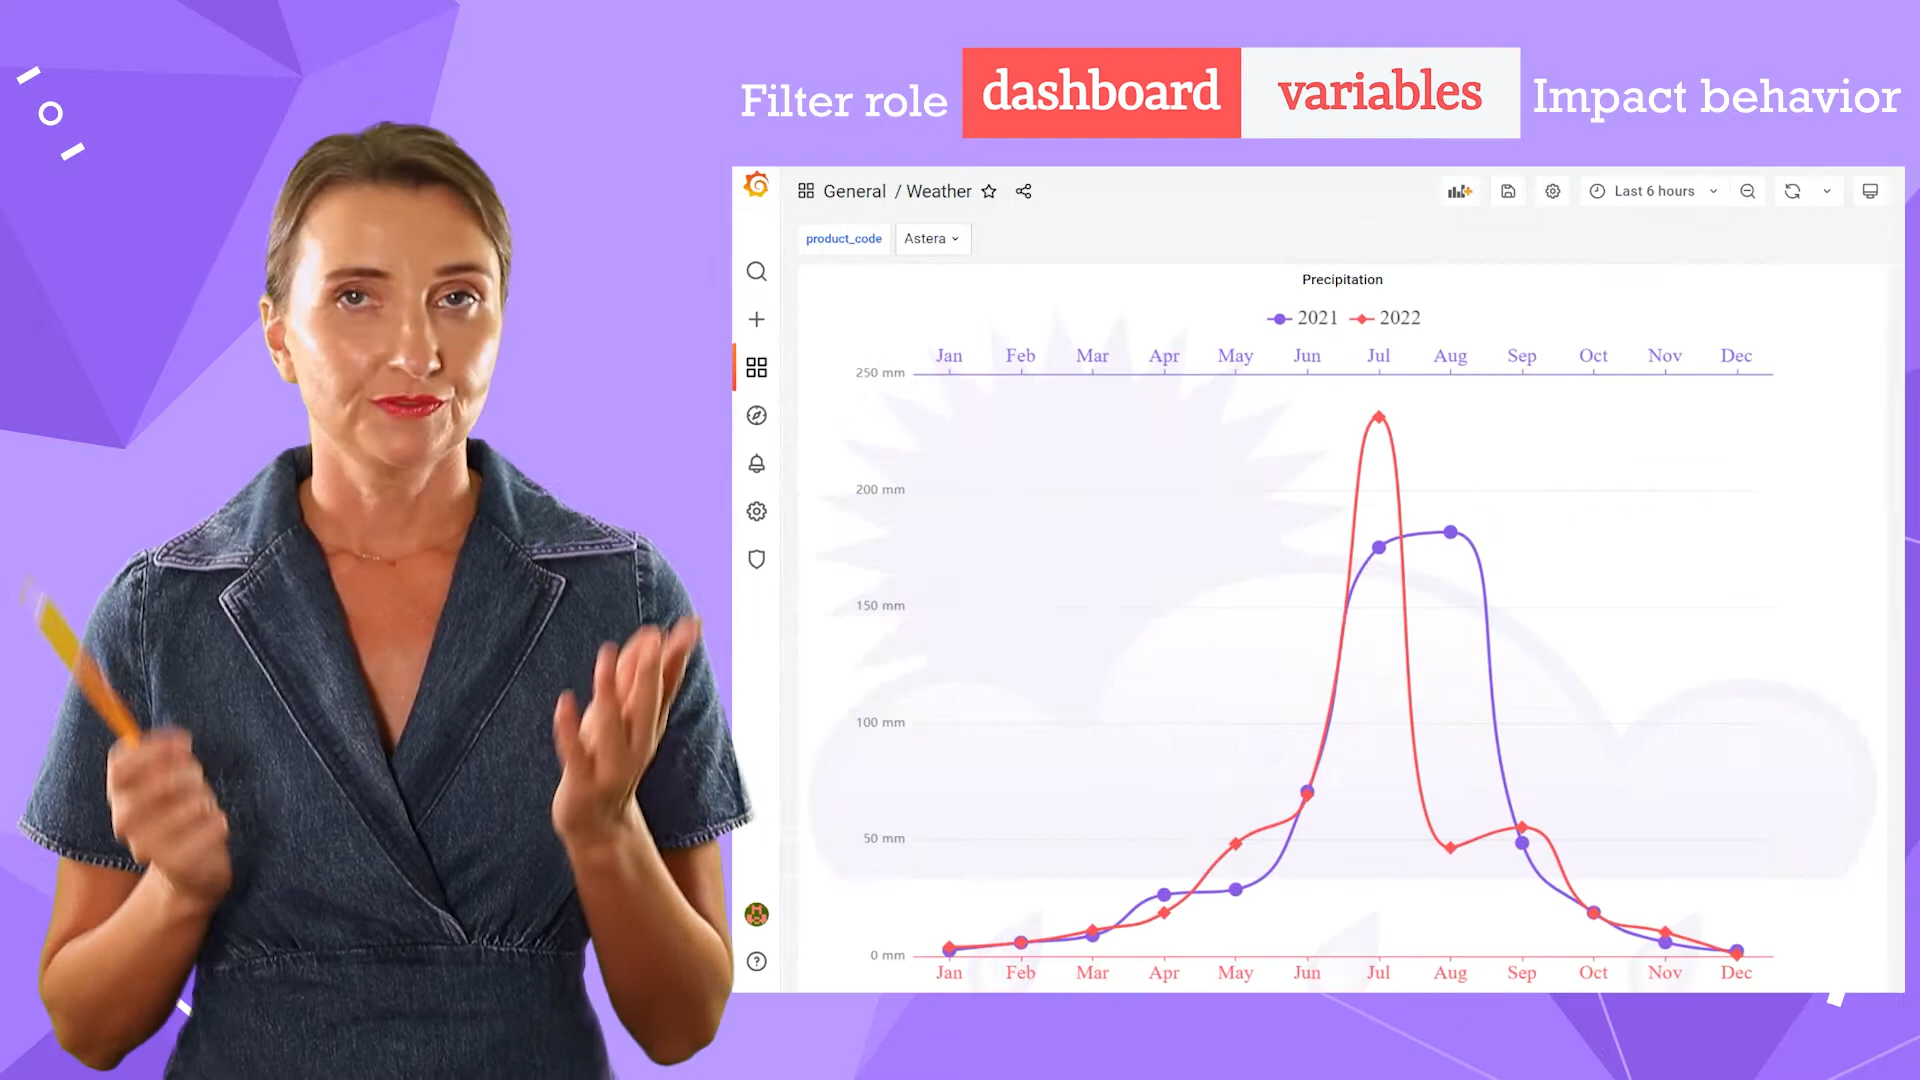 Filter role dashboard variables Impact behavior
General / Weather
Last 6 hours
product_code Astera
Precipitation
2021 2022
Jan Feb Mar Apr May Jun Jul Aug Sep Oct Nov Dec
250 mm
200 mm
150 mm
100 mm
50 mm
0 mm
Jan Feb Mar Apr May Jun Jul Aug Sep Oct Nov Dec